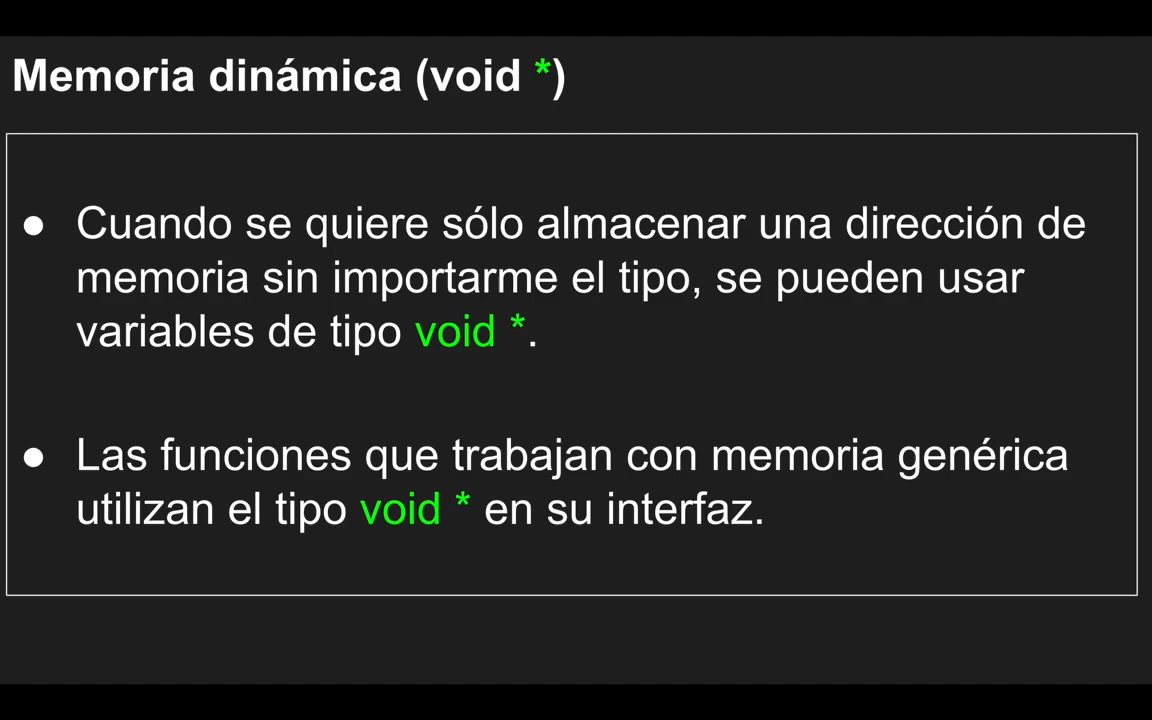 Memoria dinámica (void *)
● Cuando se quiere sólo almacenar una dirección de
memoria sin importarme el tipo, se pueden usar
variables de tipo void *.
● Las funciones que trabajan con memoria genérica
utilizan el tipo void * en su interfaz.